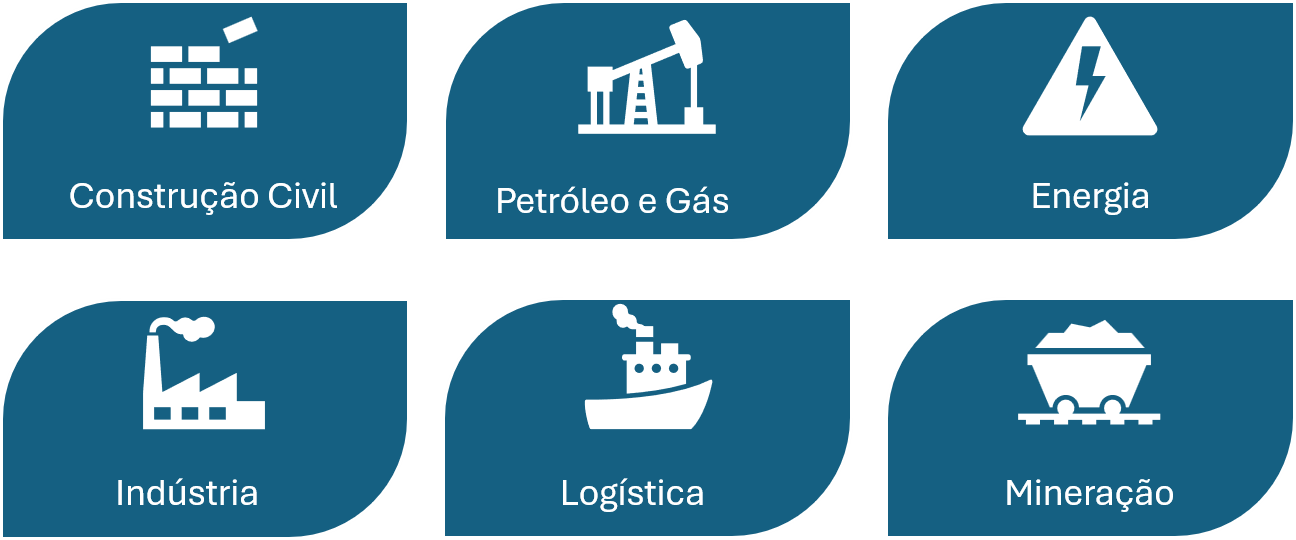 Construção Civil
Petróleo e Gás
Energia
Indústria
Logística
Mineração